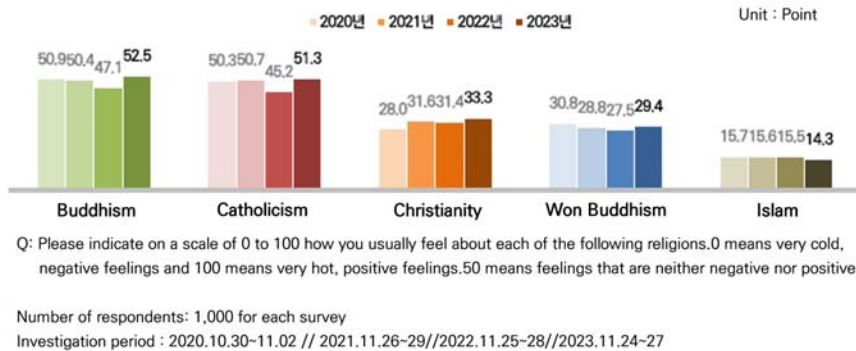 2020년 2021년 2022년 2023년
Unit : Point
50.9 50.4 47.1 52.5
50.3 50.7 45.2 51.3
28.0 31.6 31.4 33.3
30.8 28.8 27.5 29.4
15.7 15.6 15.5 14.3
Buddhism Catholicism Christianity Won Buddhism Islam
Q: Please indicate on a scale of 0 to 100 how you usually feel about each of the following religions.0 means very cold,
negative feelings and 100 means very hot, positive feelings.50 means feelings that are neither negative nor positive
Number of respondents: 1,000 for each survey
Investigation period : 2020.10.30~11.02 // 2021.11.26~29//2022.11.25~28//2023.11.24~27